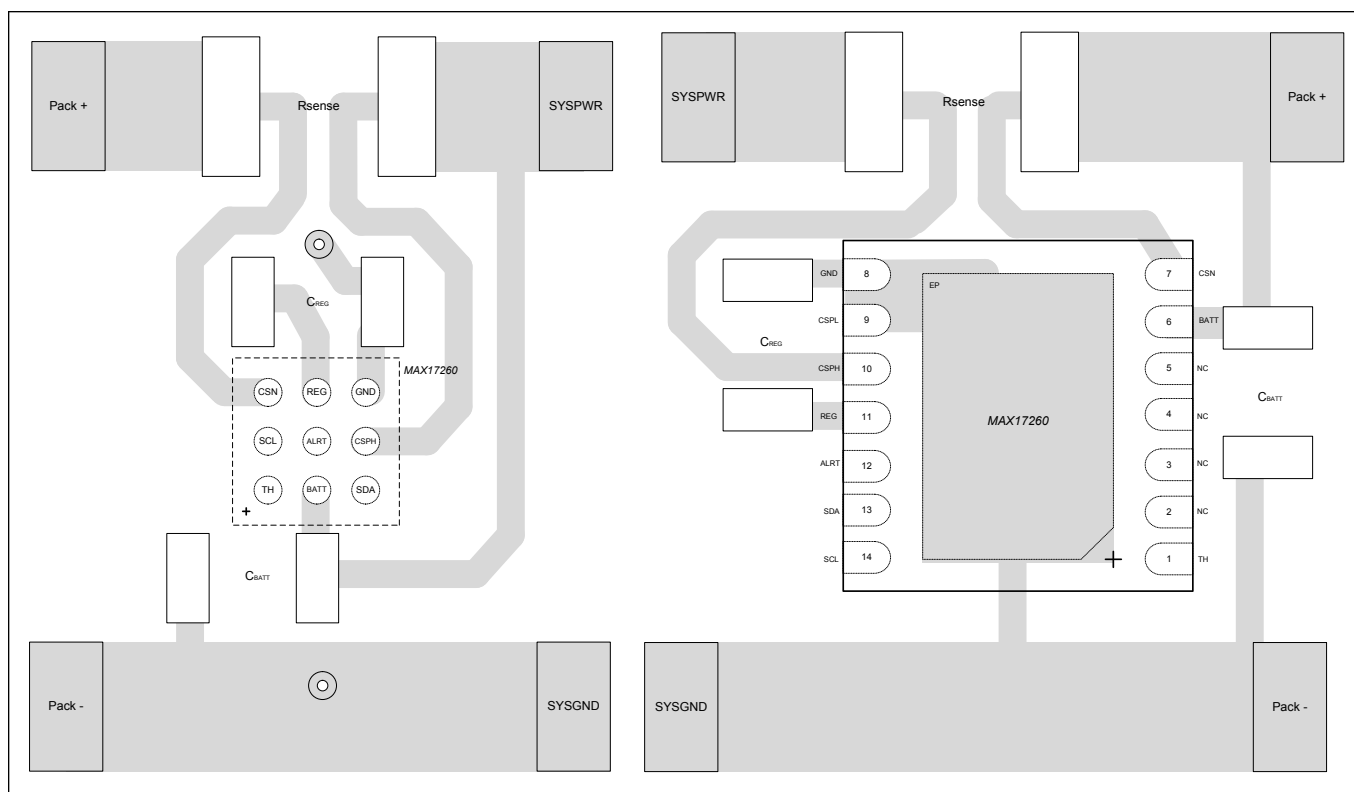 Pack +
Rsense
SYSPWR
CREG
MAX17260
CSN REG GND
SCL ALRT CSPH
TH BATT SDA
+
CBATT
Pack -
SYSGND
SYSPWR
Rsense
Pack +
GND 8
EP
7 CSN
CSPL 9
6 BATT
CREG
CSPH 10
5 NC
CBATT
REG 11
MAX17260
4 NC
ALRT 12
3 NC
SDA 13
2 NC
SCL 14
+
1 TH
SYSGND
Pack -